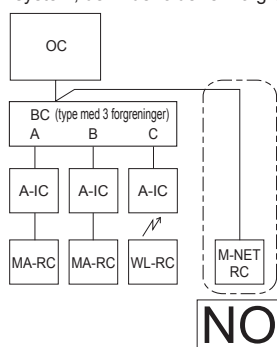 OC
BC (type med 3 forgreninger)
A B C
A-IC A-IC A-IC
MA-RC MA-RC WL-RC
M-NET
RC
NO